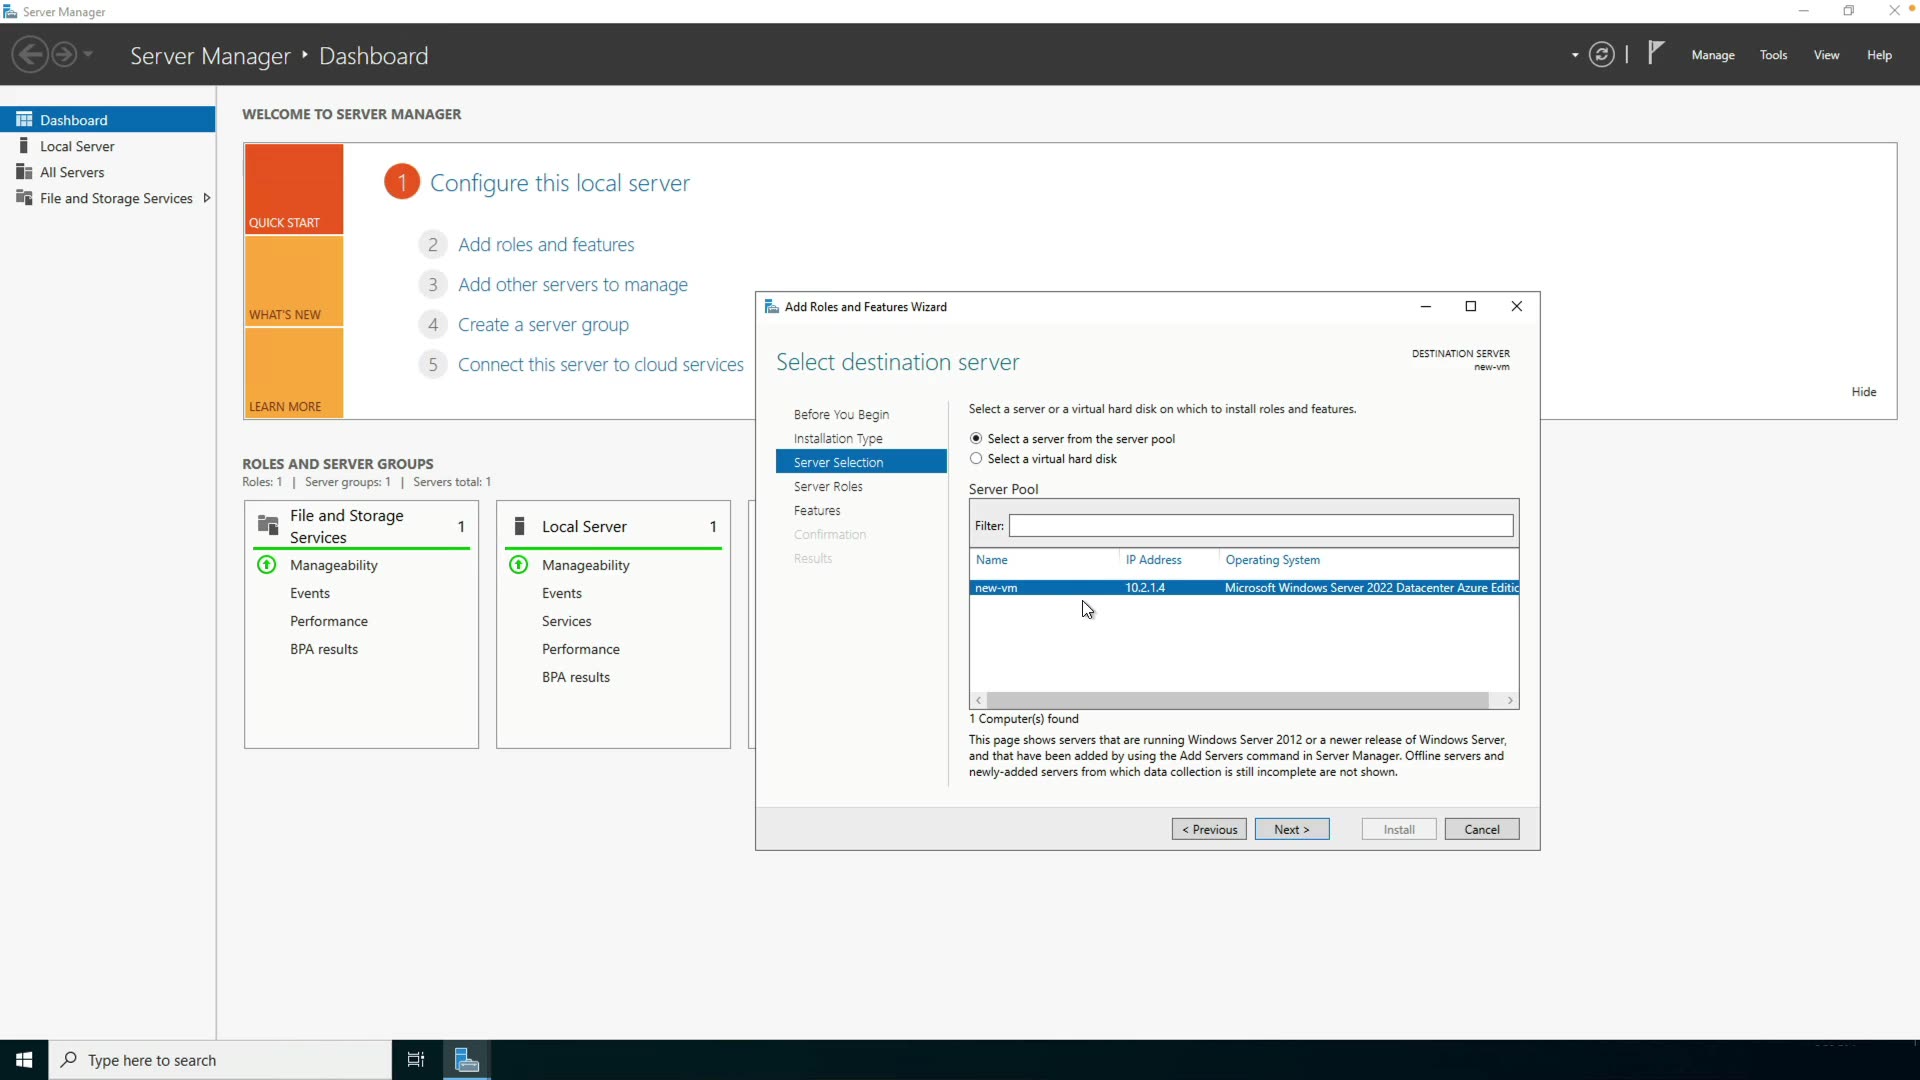 Server Manager
Server Manager ‣ Dashboard
Manage
Tools
View
Help
Dashboard
Local Server
All Servers
File and Storage Services
WELCOME TO SERVER MANAGER
QUICK START
WHAT'S NEW
LEARN MORE
1 Configure this local server
2 Add roles and features
3 Add other servers to manage
4 Create a server group
5 Connect this server to cloud services
Hide
ROLES AND SERVER GROUPS
Roles: 1 | Server groups: 1 | Servers total: 1
File and Storage
Services
1
Manageability
Events
Performance
BPA results
Local Server 1
Manageability
Events
Services
Performance
BPA results
Add Roles and Features Wizard
Select destination server
DESTINATION SERVER
new-vm
Before You Begin
Installation Type
Server Selection
Server Roles
Features
Confirmation
Results
Select a server or a virtual hard disk on which to install roles and features.
Select a server from the server pool
Select a virtual hard disk
Server Pool
Filter:
Name IP Address Operating System
new-vm 10.2.1.4 Microsoft Windows Server 2022 Datacenter Azure Editic
1 Computer(s) found
This page shows servers that are running Windows Server 2012 or a newer release of Windows Server,
and that have been added by using the Add Servers command in Server Manager. Offline servers and
newly-added servers from which data collection is still incomplete are not shown.
< Previous
Next >
Install
Cancel
Type here to search